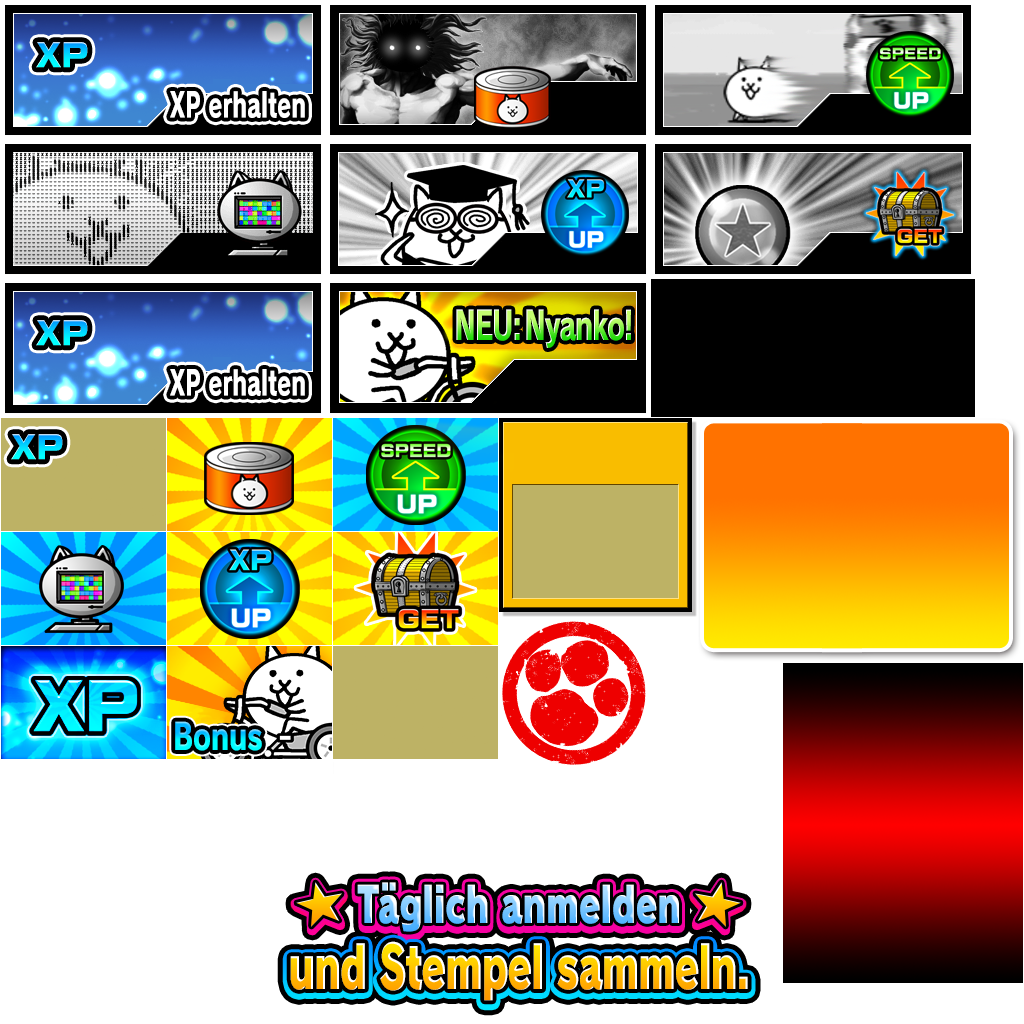 XP
XP erhalten
SPEED
UP
XP
UP
GET
XP
XP erhalten
NEU: Nyanko!
XP
SPEED
UP
XP
UP
GET
XP
Bonus
Täglich anmelden
und Stempel sammeln.